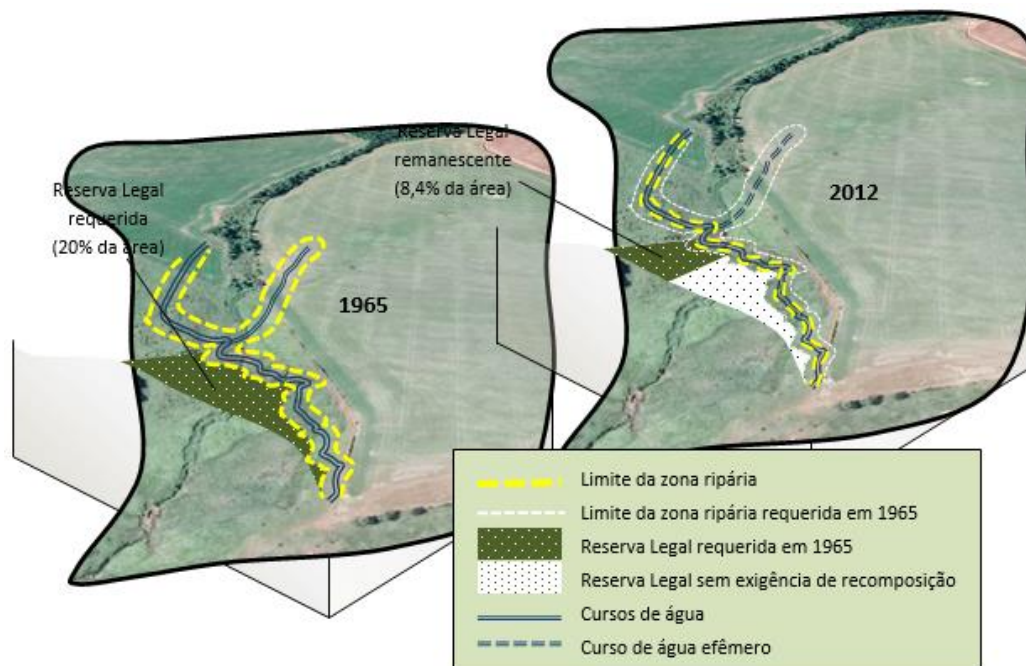 Reserva Legal
requerida
(20% da área)
1965
Reserva Legal
remanescente
(8,4% da área)
2012
Limite da zona ripária
Limite da zona ripária requerida em 1965
Reserva Legal requerida em 1965
Reserva Legal sem exigência de recomposição
Cursos de água
Curso de água efêmero